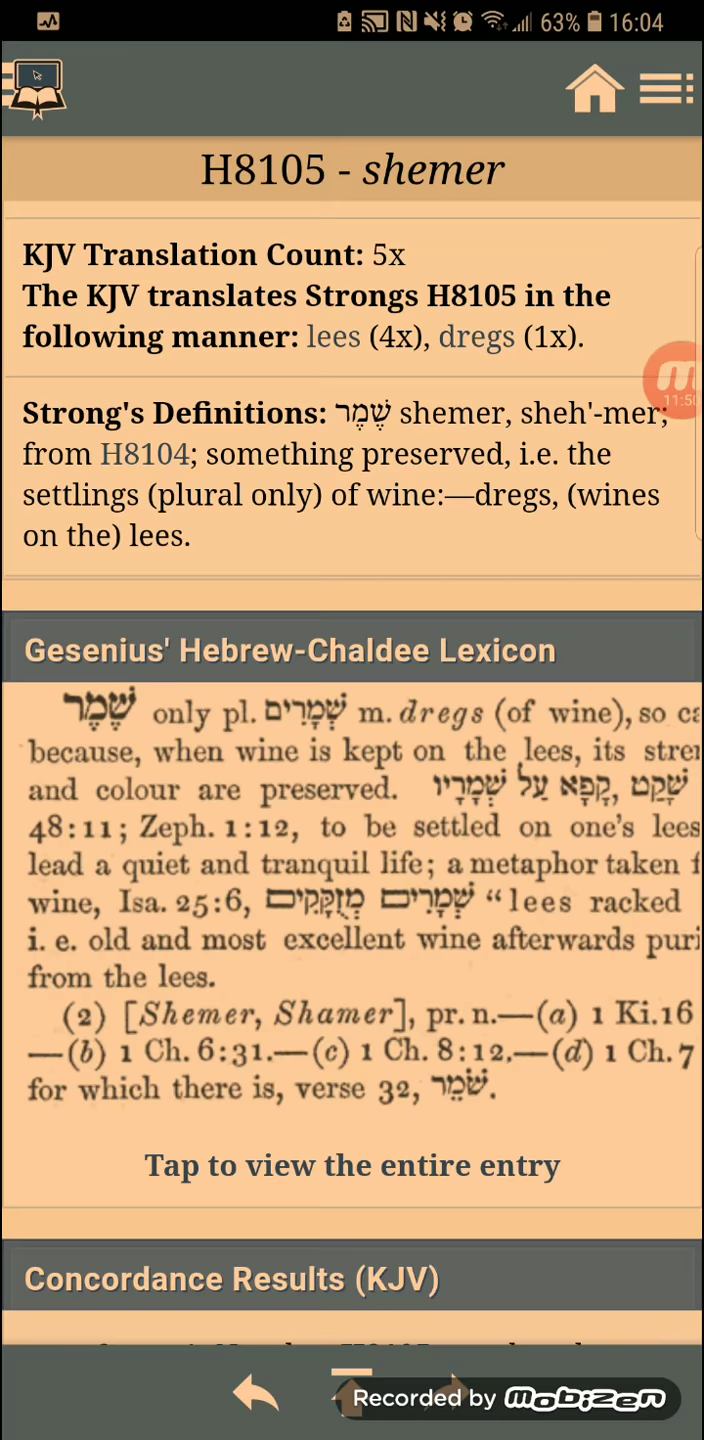 63% 16:04
H8105 - shemer
KJV Translation Count: 5x
The KJV translates Strongs H8105 in the
following manner: lees (4x), dregs (1x).
Strong's Definitions: שֶׁמֶר shemer, sheh'-mer;
from H8104; something preserved, i.e. the
settlings (plural only) of wine:—dregs, (wines
on the) lees.
11:50
Gesenius' Hebrew-Chaldee Lexicon
שֶׁמֶר only pl. שְׁמָרִים m. dregs (of wine), so
because, when wine is kept on the lees, its
and colour are preserved. שָׁקַט, קָפָא עַל שְׁמָרָיו
48:11; Zeph. 1:12, to be settled on one's lees
lead a quiet and tranquil life; a metaphor taken
wine, Isa. 25:6, שְׁמָרִים מְזֻקָּקִים “lees racked
i. e. old and most excellent wine afterwards
from the lees.
(2) [Shemer, Shamer], pr. n.—(a) 1 Ki.16
—(b) 1 Ch. 6:31.—(c) 1 Ch. 8:12.—(d) 1 Ch. 7
for which there is, verse 32, שֹׁמֵר.
Tap to view the entire entry
Concordance Results (KJV)
Recorded by mobizen